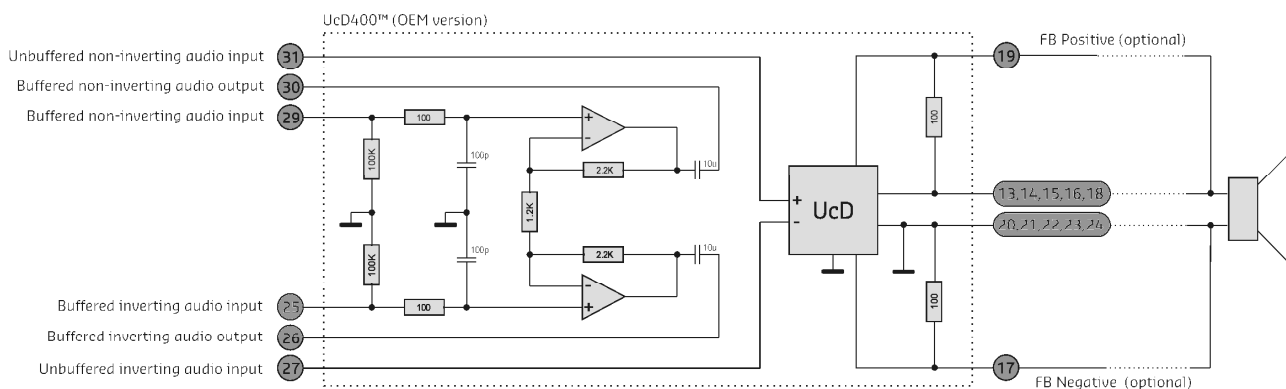 UcD400™ (OEM version)
Unbuffered non-inverting audio input
31
19
FB Positive (optional)
Buffered non-inverting audio output
30
Buffered non-inverting audio input
29
100
+
-
100K
100p
2.2K
10u
100
1.2K
+
-
UcD
13,14,15,16,18
20,21,22,23,24
100K
100p
2.2K
10u
100
-
+
Buffered inverting audio input
25
100
Buffered inverting audio output
26
Unbuffered inverting audio input
27
17
FB Negative (optional)